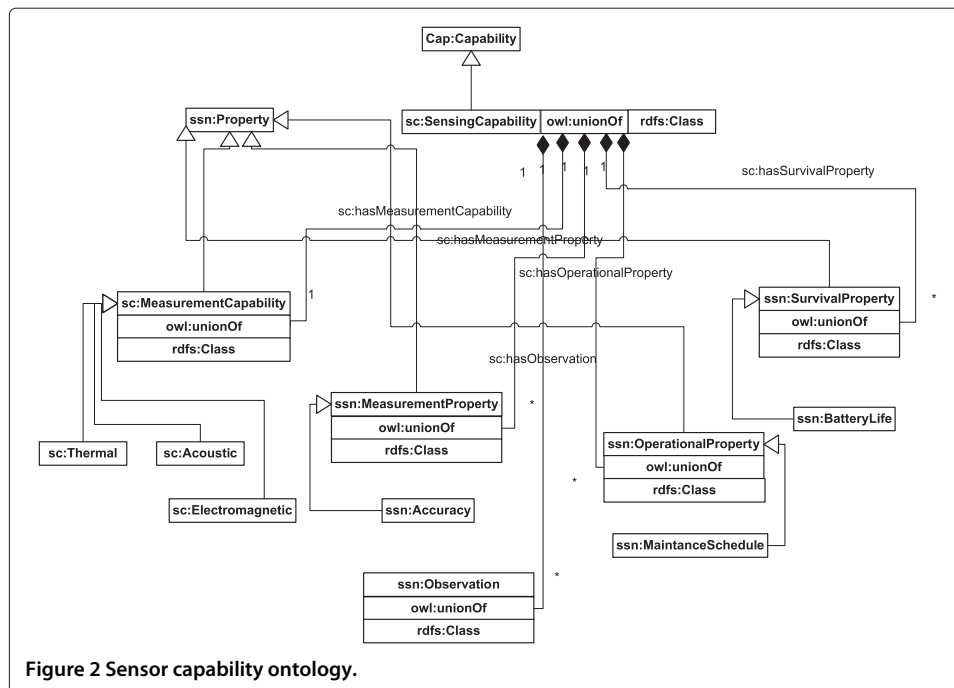 Cap:Capability
ssn:Property
sc:SensingCapability owl:unionOf rdfs:Class
1 1 1 1 1
sc:hasSurvivalProperty
sc:hasMeasurementCapability
sc:hasMeasurementProperty
sc:hasOperationalProperty
sc:MeasurementCapability
owl:unionOf
rdfs:Class
1
ssn:SurvivalProperty
owl:unionOf
rdfs:Class
*
sc:hasObservation
ssn:MeasurementProperty
owl:unionOf
rdfs:Class
*
ssn:BatteryLife
ssn:OperationalProperty
owl:unionOf
rdfs:Class
*
sc:Thermal
sc:Acoustic
sc:Electromagnetic
ssn:Accuracy
ssn:MaintanceSchedule
ssn:Observation
owl:unionOf
rdfs:Class
*
Figure 2 Sensor capability ontology.